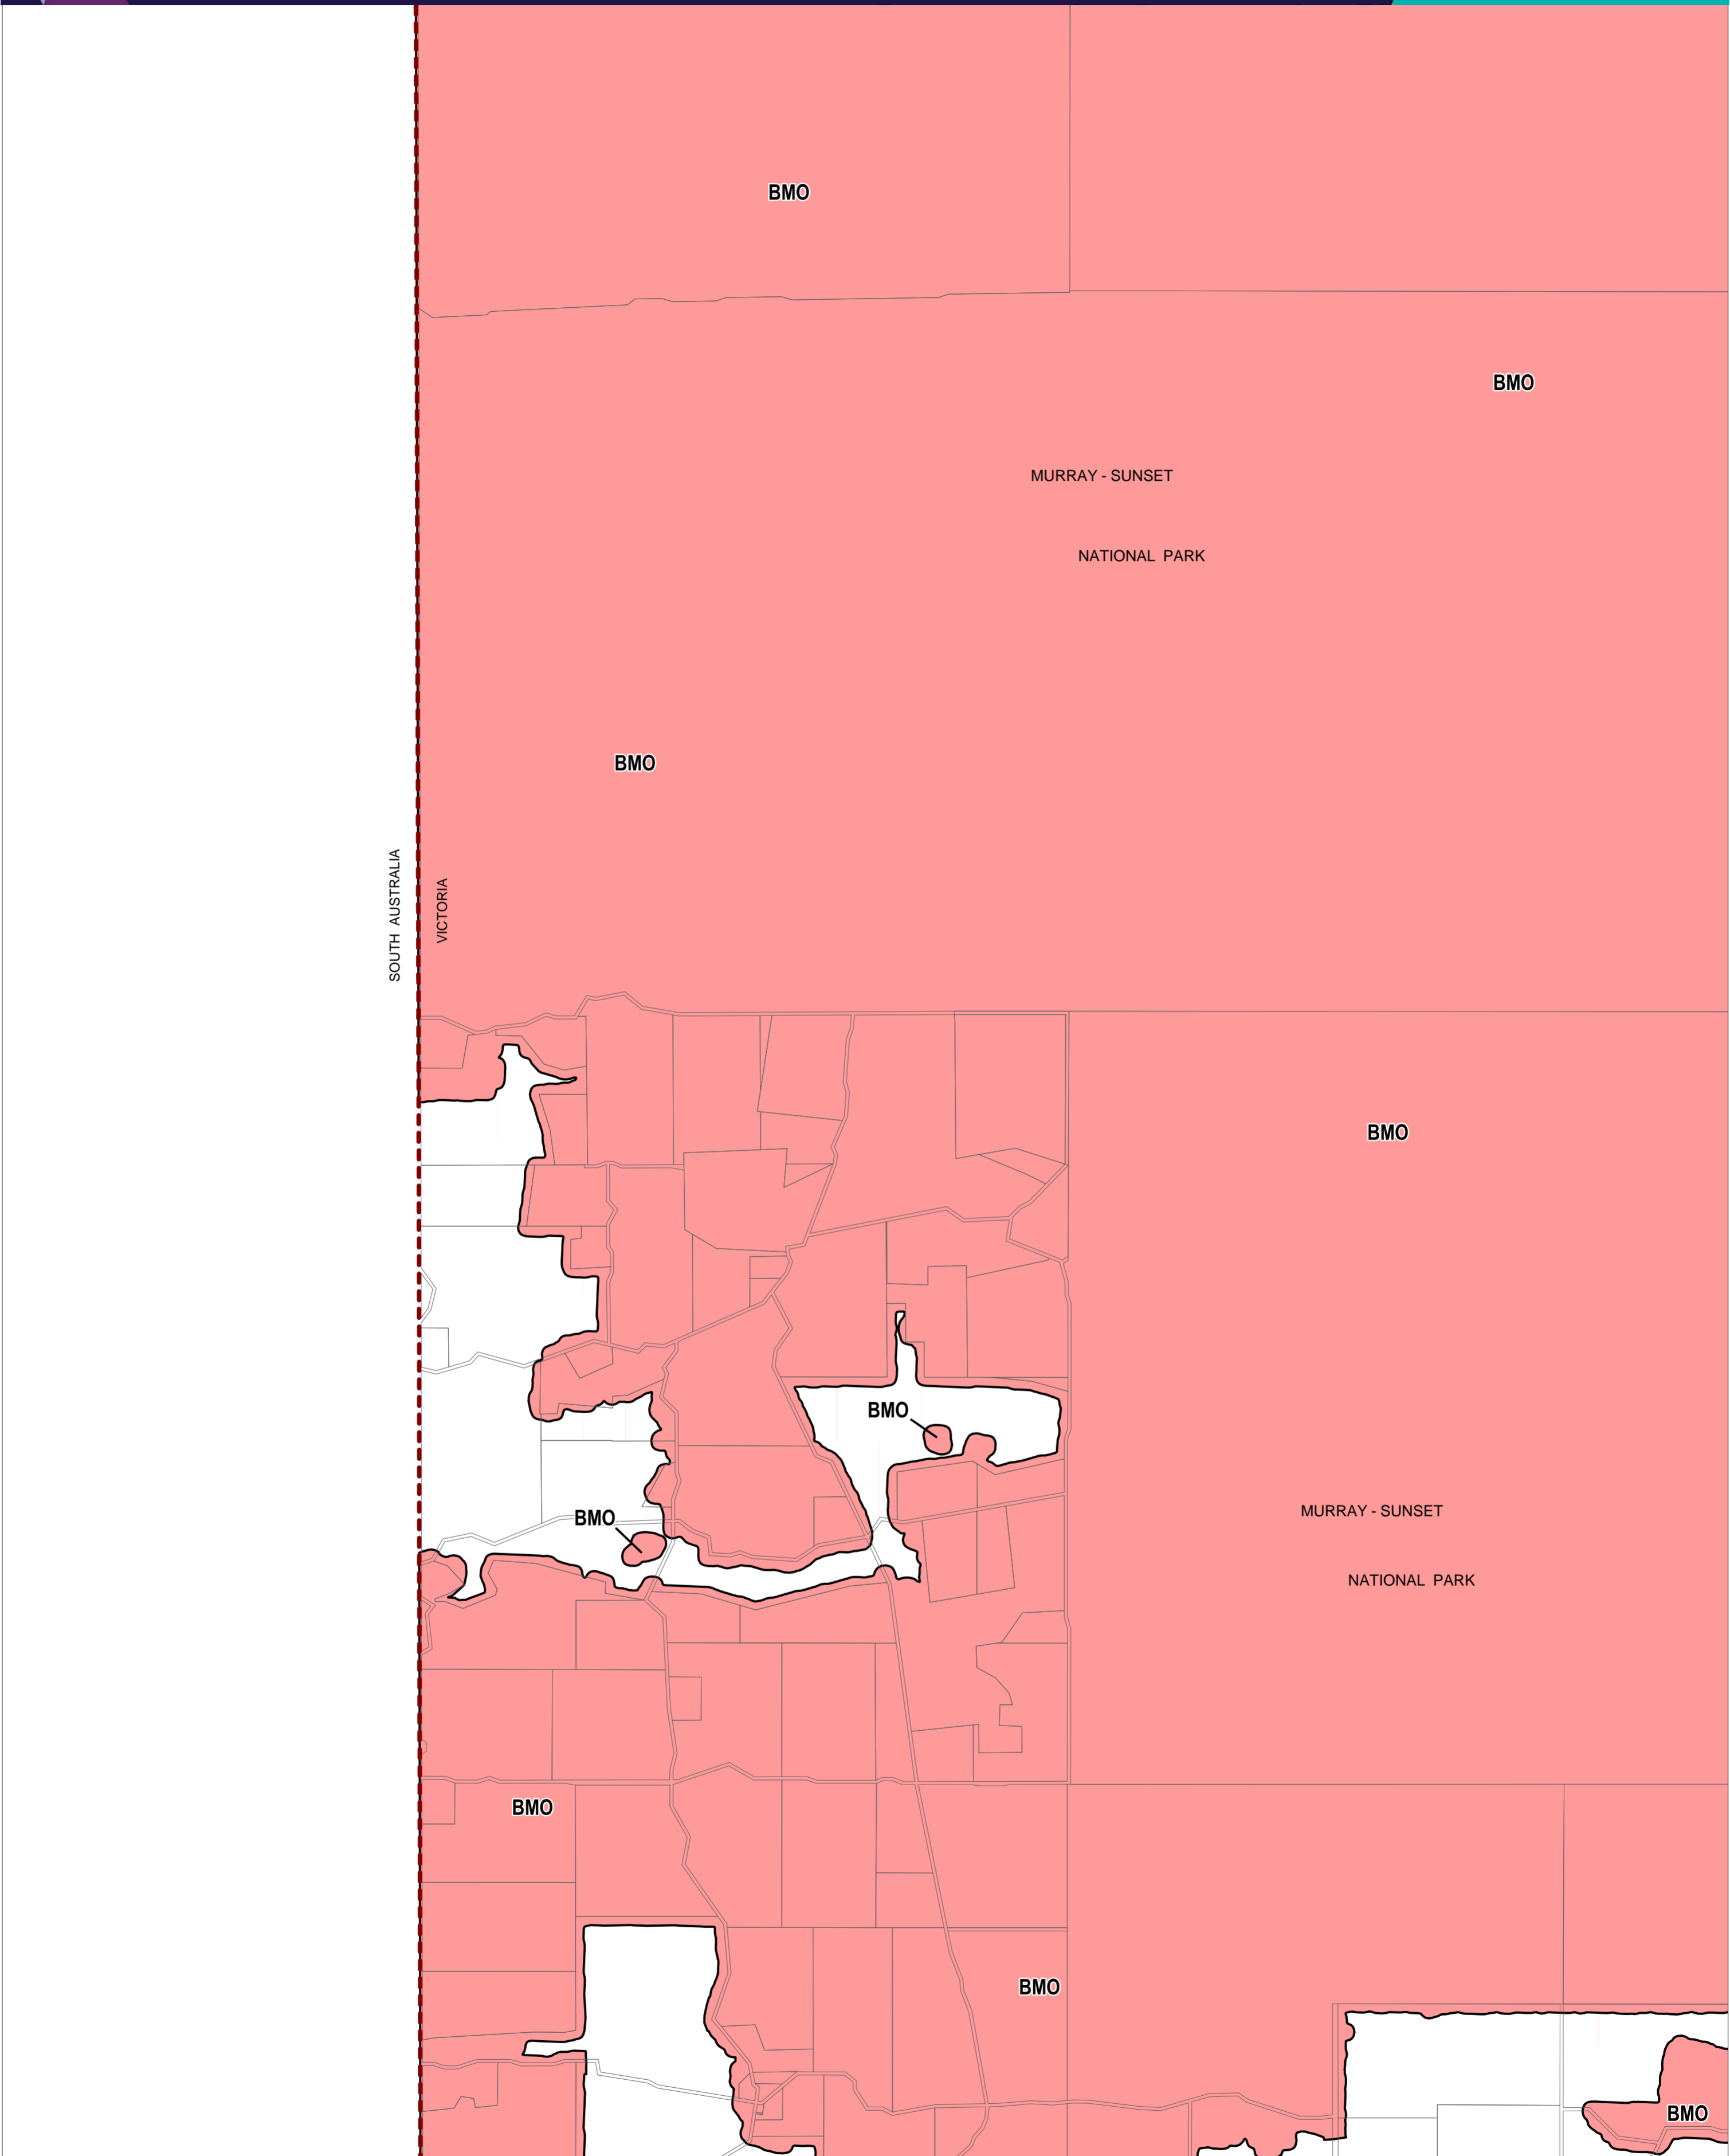 BMO
BMO
MURRAY - SUNSET
NATIONAL PARK
BMO
SOUTH AUSTRALIA
VICTORIA
BMO
BMO
MURRAY - SUNSET
BMO
NATIONAL PARK
BMO
BMO
BMO